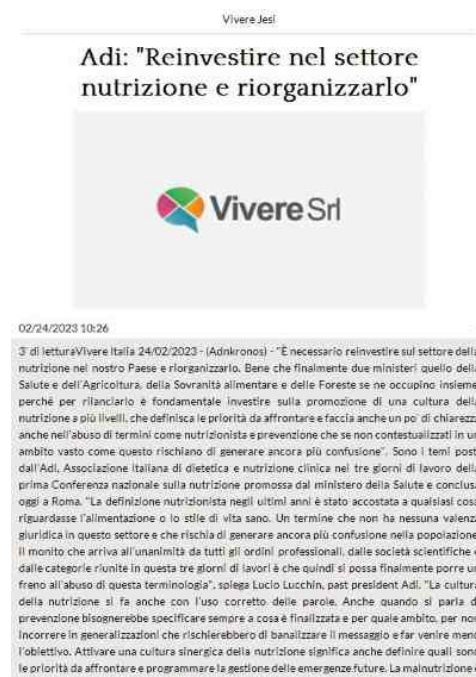 Vivere Jesi
Adi: "Reinvestire nel settore
nutrizione e riorganizzarlo"
Vivere Srl
02/24/2023 10:26
3' di letturaVivere Italia 24/02/2023 - (Adnkronos) - "È necessario reinvestire sul settore della
nutrizione nel nostro Paese e riorganizzarlo. Bene che finalmente due ministeri quello della
Salute e dell'Agricoltura, della Sovranità alimentare e delle Foreste se ne occupino insieme
perché per rilanciarlo è fondamentale investire sulla promozione di una cultura della
nutrizione a più livelli, che definisca le priorità da affrontare e faccia anche un po' di chiarezza
anche nell'abuso di termini come nutrizionista e prevenzione che se non contestualizzati in un
ambito vasto come questo rischiano di generare ancora più confusione". Sono i temi posti
dall'Adi, Associazione italiana di dietetica e nutrizione clinica nei tre giorni di lavoro della
prima Conferenza nazionale sulla nutrizione promossa dal ministero della Salute e conclusa
oggi a Roma. "La definizione nutrizionista negli ultimi anni è stato accostata a qualsiasi cosa
riguardasse l'alimentazione o lo stile di vita sano. Un termine che non ha nessuna valenza
giuridica in questo settore e che rischia di generare ancora più confusione nella popolazione.
Il monito che arriva all'unanimità da tutti gli ordini professionali, dalle società scientifiche e
dalle categorie riunite in questa tre giorni di lavori è che quindi si possa finalmente porre un
freno all'abuso di questa terminologia", spiega Lucio Lucchin, past president Adi. "La cultura
della nutrizione si fa anche con l'uso corretto delle parole. Anche quando si parla di
prevenzione bisognerebbe specificare sempre a cosa è finalizzata e per quale ambito, per non
incorrere in generalizzazioni che rischierebbero di banalizzare il messaggio e far venire meno
l'obiettivo. Attivare una cultura sinergica della nutrizione significa anche definire quali sono
le priorità da affrontare e programmare la gestione delle emergenze future. La malnutrizione